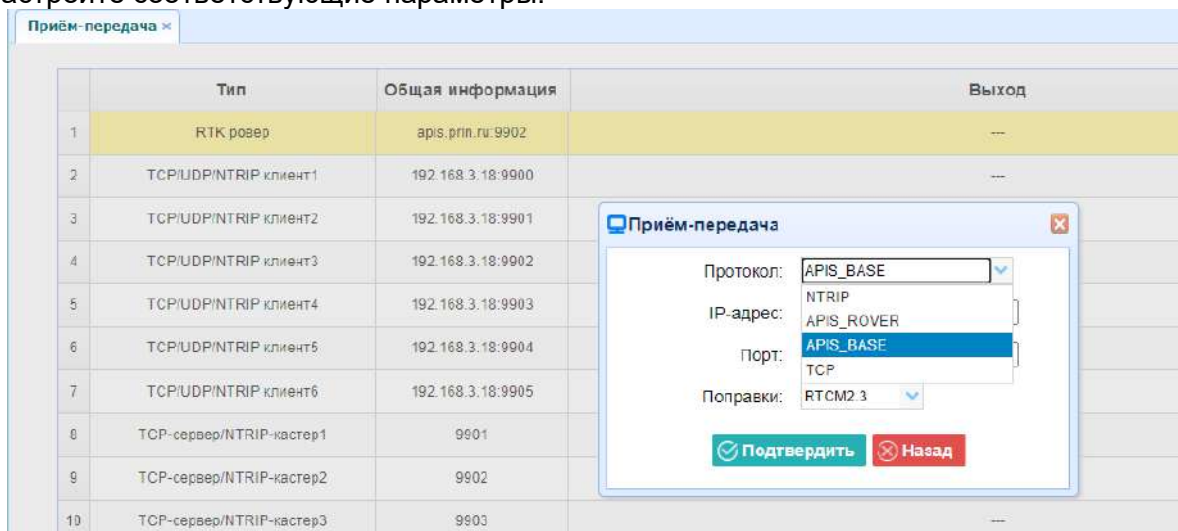 астройте соответствующие параметры.
Приём-передача ×
Тип Общая информация Выход
1 RTK ровер apis.prin.ru:9902 ---
2 TCP/UDP/NTRIP клиент1 192.168.3.18:9900 ---
3 TCP/UDP/NTRIP клиент2 192.168.3.18:9901
4 TCP/UDP/NTRIP клиент3 192.168.3.18:9902
5 TCP/UDP/NTRIP клиент4 192.168.3.18:9903
6 TCP/UDP/NTRIP клиент5 192.168.3.18:9904
7 TCP/UDP/NTRIP клиент6 192.168.3.18:9905
8 TCP-сервер/NTRIP-кастер1 9901
9 TCP-сервер/NTRIP-кастер2 9902
10 TCP-сервер/NTRIP-кастер3 9903 ---
Приём-передача
Протокол: APIS_BASE
NTRIP
IP-адрес:
APIS_ROVER
APIS_BASE
Порт:
TCP
Поправки: RTCM2.3
Подтвердить Назад